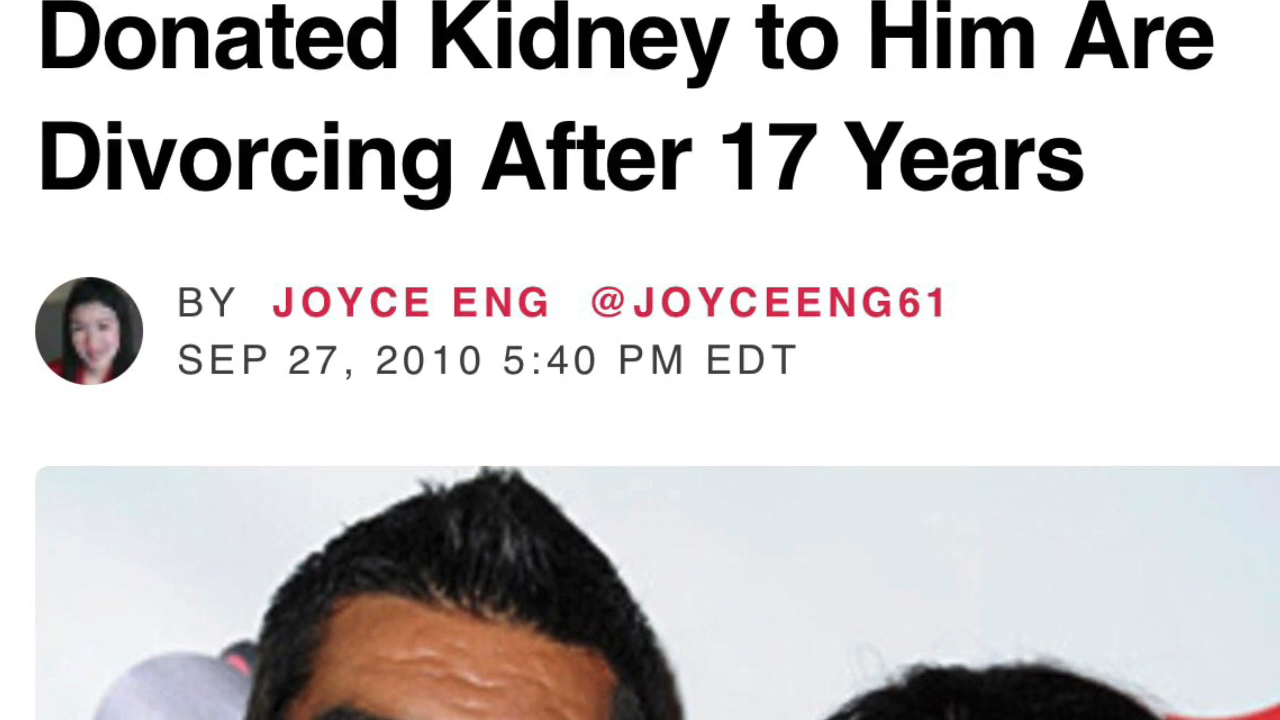 Donated Kidney to Him Are
Divorcing After 17 Years
BY JOYCE ENG @JOYCEENG61
SEP 27, 2010 5:40 PM EDT